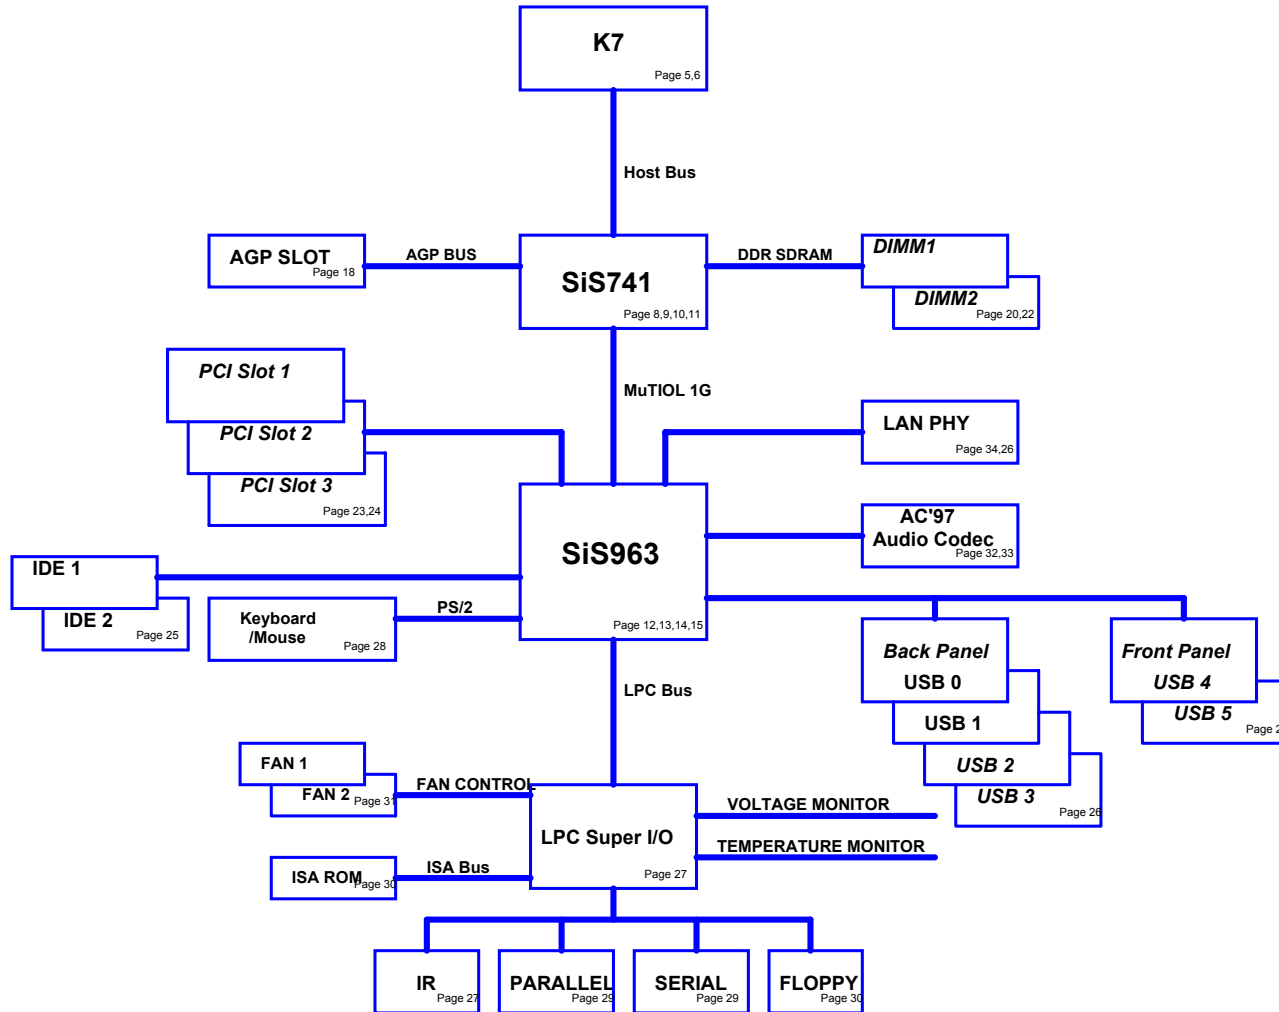 K7
Page 5,6
Host Bus
AGP SLOT
Page 18
AGP BUS
SiS741
Page 8,9,10,11
DDR SDRAM
DIMM1
DIMM2
Page 20,22
PCI Slot 1
PCI Slot 2
PCI Slot 3
Page 23,24
MuTIOL 1G
LAN PHY
Page 34,26
SiS963
Page 12,13,14,15
AC'97
Audio Codec
Page 32,33
IDE 1
IDE 2
Page 25
Keyboard
/Mouse
Page 28
PS/2
Back Panel
USB 0
USB 1
USB 2
USB 3
Page 26
Front Panel
USB 4
USB 5
Page 2
LPC Bus
FAN 1
FAN 2
Page 31
FAN CONTROL
LPC Super I/O
Page 27
VOLTAGE MONITOR
TEMPERATURE MONITOR
ISA ROM
Page 30
ISA Bus
IR
Page 27
PARALLEL
Page 29
SERIAL
Page 29
FLOPPY
Page 30